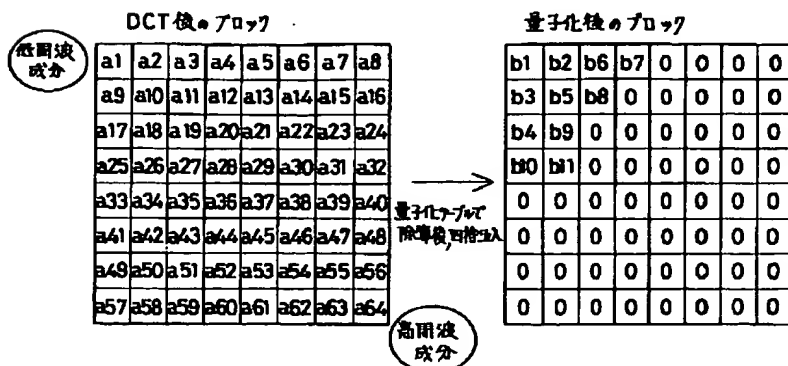 DCT後のブロック
量子化後のブロック
低周波
成分
a1 a2 a3 a4 a5 a6 a7 a8
a9 a10 a11 a12 a13 a14 a15 a16
a17 a18 a19 a20 a21 a22 a23 a24
a25 a26 a27 a28 a29 a30 a31 a32
a33 a34 a35 a36 a37 a38 a39 a40
a41 a42 a43 a44 a45 a46 a47 a48
a49 a50 a51 a52 a53 a54 a55 a56
a57 a58 a59 a60 a61 a62 a63 a64
量子化テーブルで
除算後,四捨五入
高周波
成分
b1 b2 b6 b7 0 0 0 0
b3 b5 b8 0 0 0 0 0
b4 b9 0 0 0 0 0 0
b10 b11 0 0 0 0 0 0
0 0 0 0 0 0 0 0
0 0 0 0 0 0 0 0
0 0 0 0 0 0 0 0
0 0 0 0 0 0 0 0